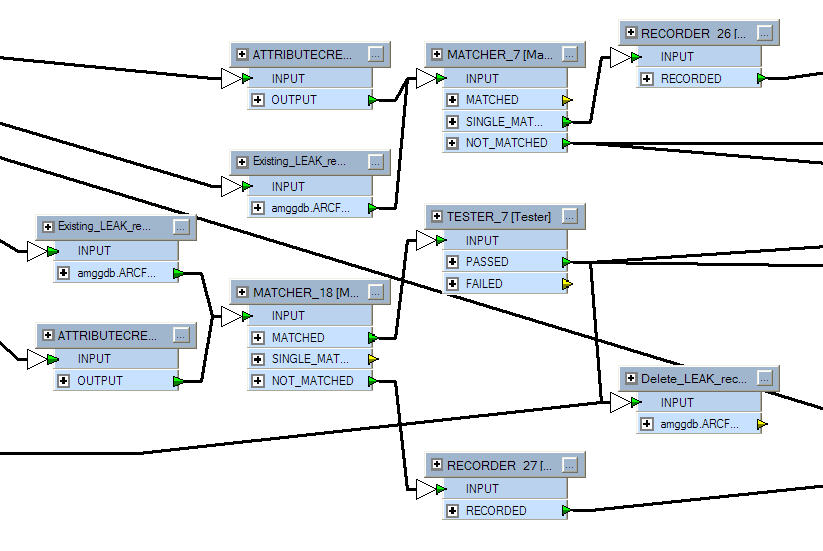 ATTRIBUTECRE...
INPUT
OUTPUT
MATCHER_7 [Ma...
INPUT
MATCHED
SINGLE_MAT...
NOT_MATCHED
RECORDER_26 [...
INPUT
RECORDED
Existing_LEAK_re...
INPUT
amggdb.ARCF...
Existing_LEAK_re...
INPUT
amggdb.ARCF...
TESTER_7 [Tester]
INPUT
PASSED
FAILED
MATCHER_18 [M...
INPUT
MATCHED
SINGLE_MAT...
NOT_MATCHED
ATTRIBUTECRE...
INPUT
OUTPUT
Delete_LEAK_rec...
INPUT
amggdb.ARCF...
RECORDER_27 [...
INPUT
RECORDED